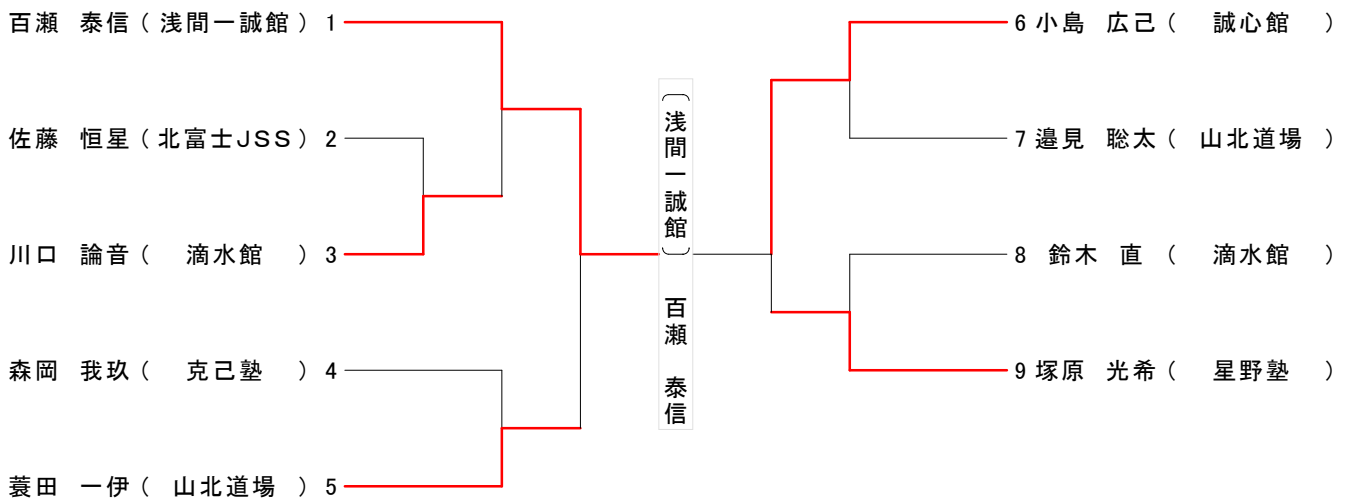 百瀬 泰信(浅間一誠館) 1
佐藤 恒星(北富士JSS) 2
川口 論音( 滴水館 ) 3
森岡 我玖( 克己塾 ) 4
蓑田 一伊( 山北道場 ) 5
(浅間一誠館) 百瀬 泰信
6 小島 広己( 誠心館 )
7 邉見 聡太( 山北道場 )
8 鈴木 直 ( 滴水館 )
9 塚原 光希( 星野塾 )